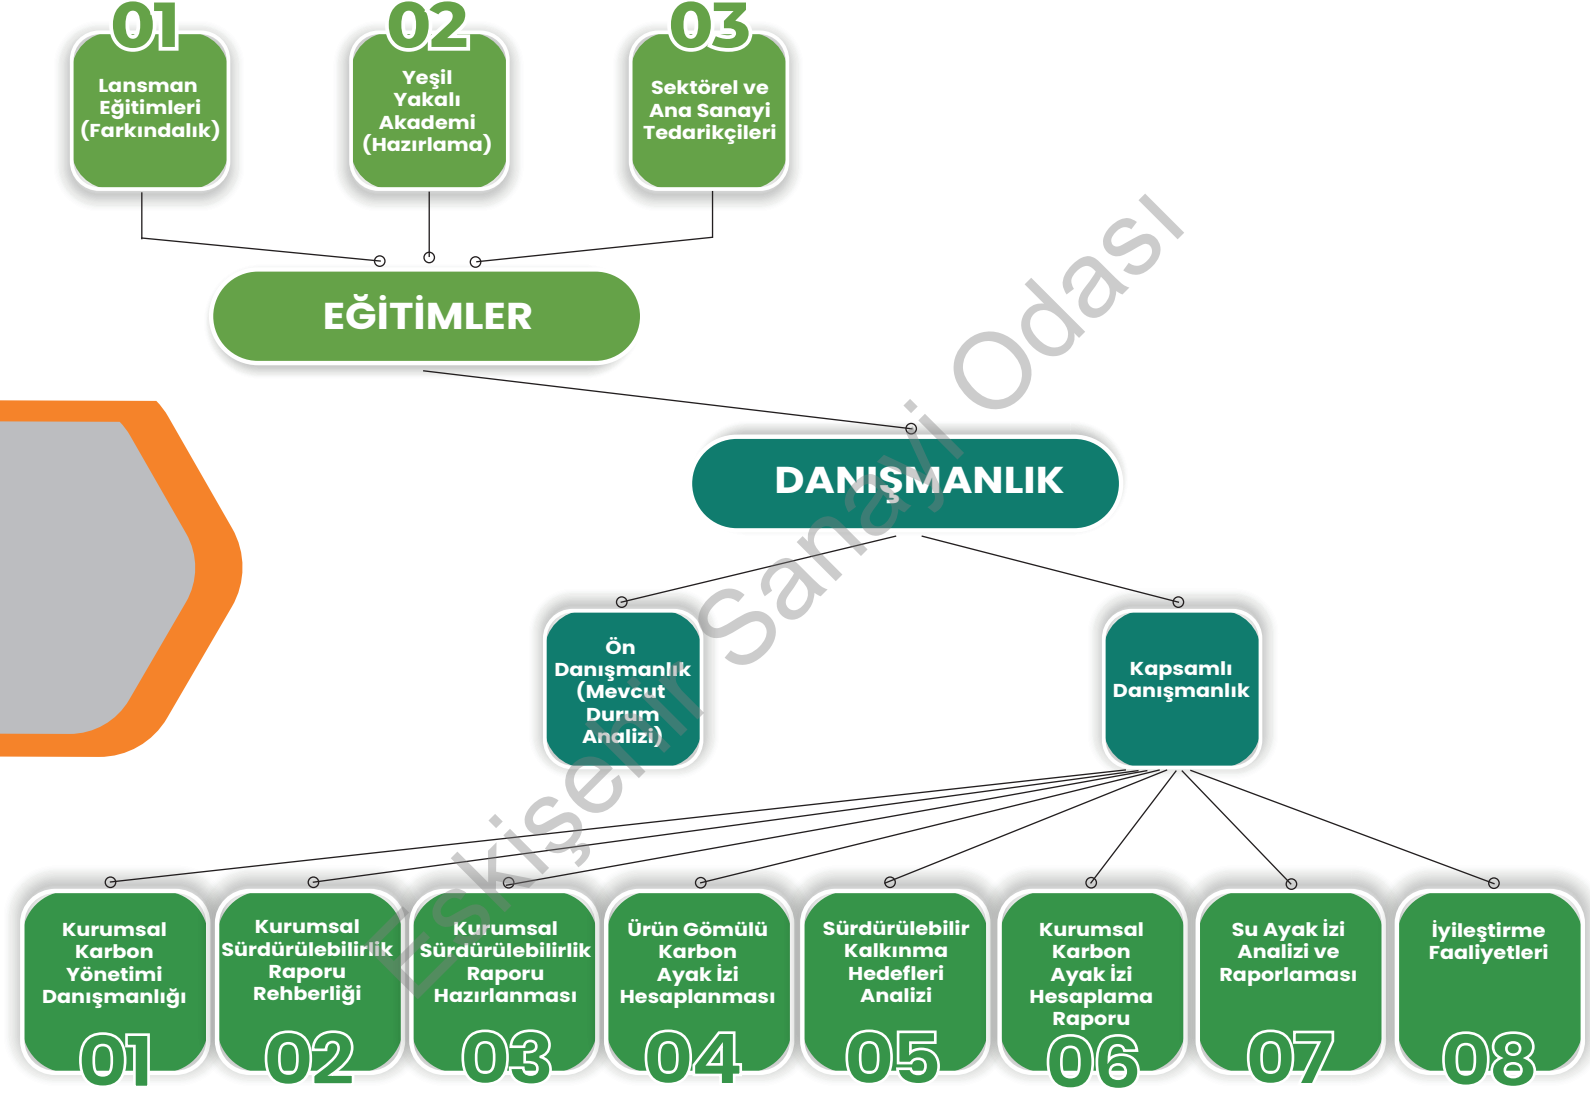 01
Lansman
Eğitimleri
(Farkındalık)
02
Yeşil
Yakalı
Akademi
(Hazırlama)
03
Sektörel ve
Ana Sanayi
Tedarikçileri
EĞİTİMLER
DANIŞMANLIK
Ön
Danışmanlık
(Mevcut
Durum
Analizi)
Kapsamlı
Danışmanlık
Kurumsal
Karbon
Yönetimi
Danışmanlığı
01
Kurumsal
Sürdürülebilirlik
Raporu
Rehberliği
02
Kurumsal
Sürdürülebilirlik
Raporu
Hazırlanması
03
Ürün Gömülü
Karbon
Ayak İzi
Hesaplanması
04
Sürdürülebilir
Kalkınma
Hedefleri
Analizi
05
Kurumsal
Karbon
Ayak İzi
Hesaplama
Raporu
06
Su Ayak İzi
Analizi ve
Raporlaması
07
İyileştirme
Faaliyetleri
08
Eskişehir Sanayi Odası